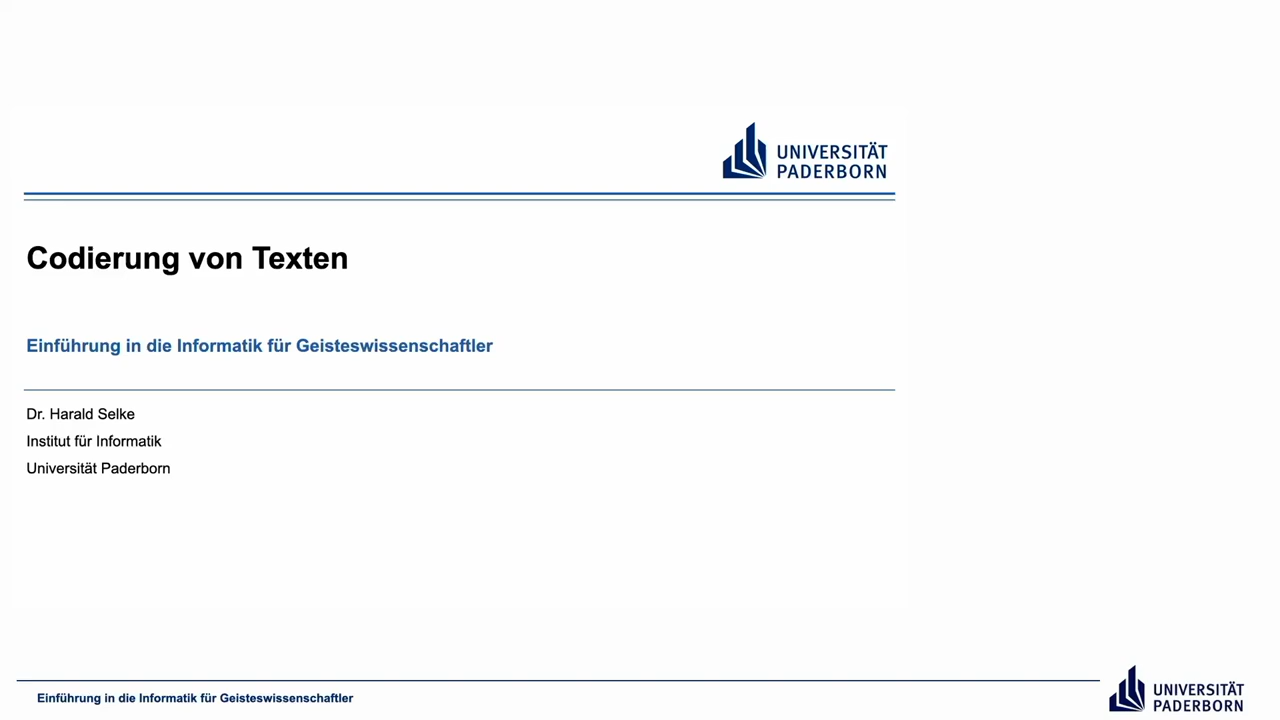 UNIVERSITÄT
PADERBORN
Codierung von Texten
Einführung in die Informatik für Geisteswissenschaftler
Dr. Harald Selke
Institut für Informatik
Universität Paderborn
Einführung in die Informatik für Geisteswissenschaftler
UNIVERSITÄT
PADERBORN